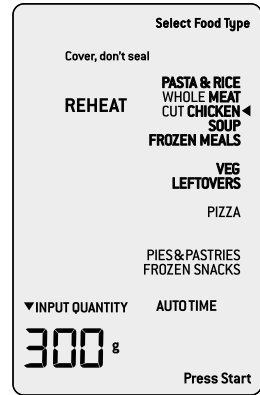 Select Food Type
Cover, don't seal
REHEAT
PASTA & RICE
WHOLE MEAT
CUT CHICKEN◀
SOUP
FROZEN MEALS
VEG
LEFTOVERS
PIZZA
PIES & PASTRIES
FROZEN SNACKS
▼INPUT QUANTITY AUTO TIME
300 g
Press Start